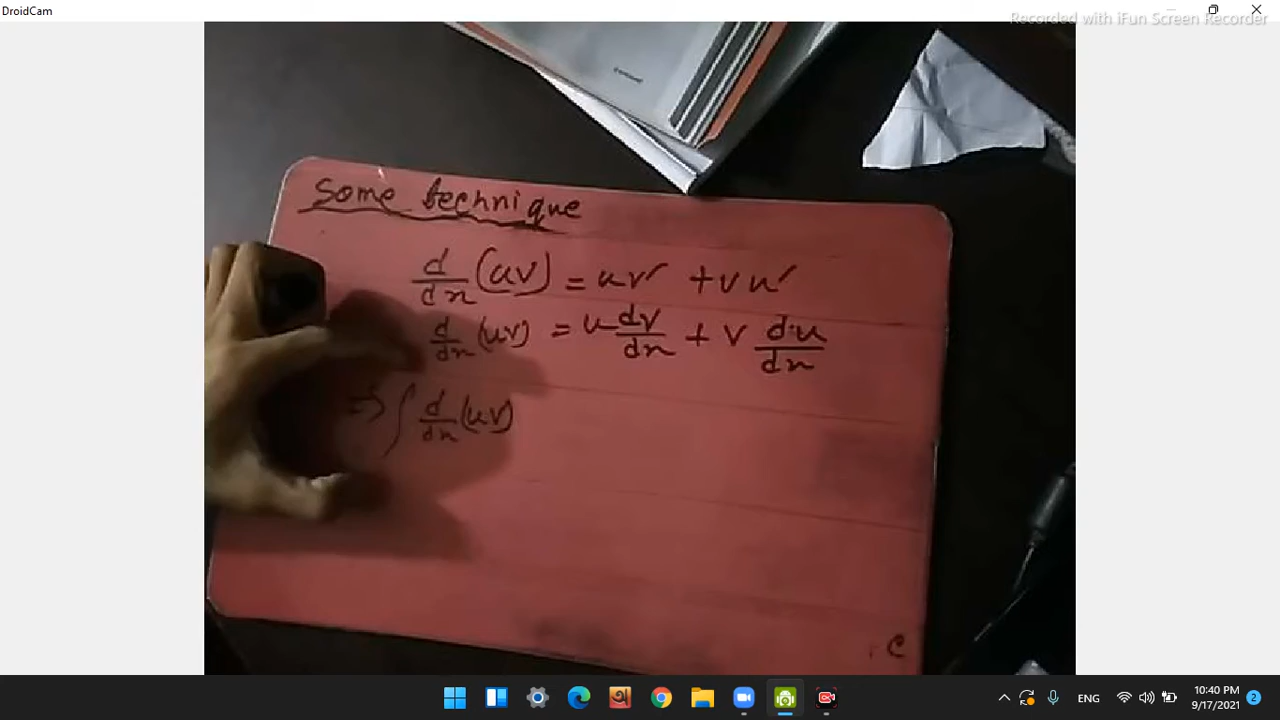 DroidCam
Recorded with iFun Screen Recorder
Some technique
d/dx (uv) = uv′ + vu′
d/dx (uv) = u dv/dx + v du/dx
⇒ ∫ d/dx (uv)
C
ENG
10:40 PM
9/17/2021
2